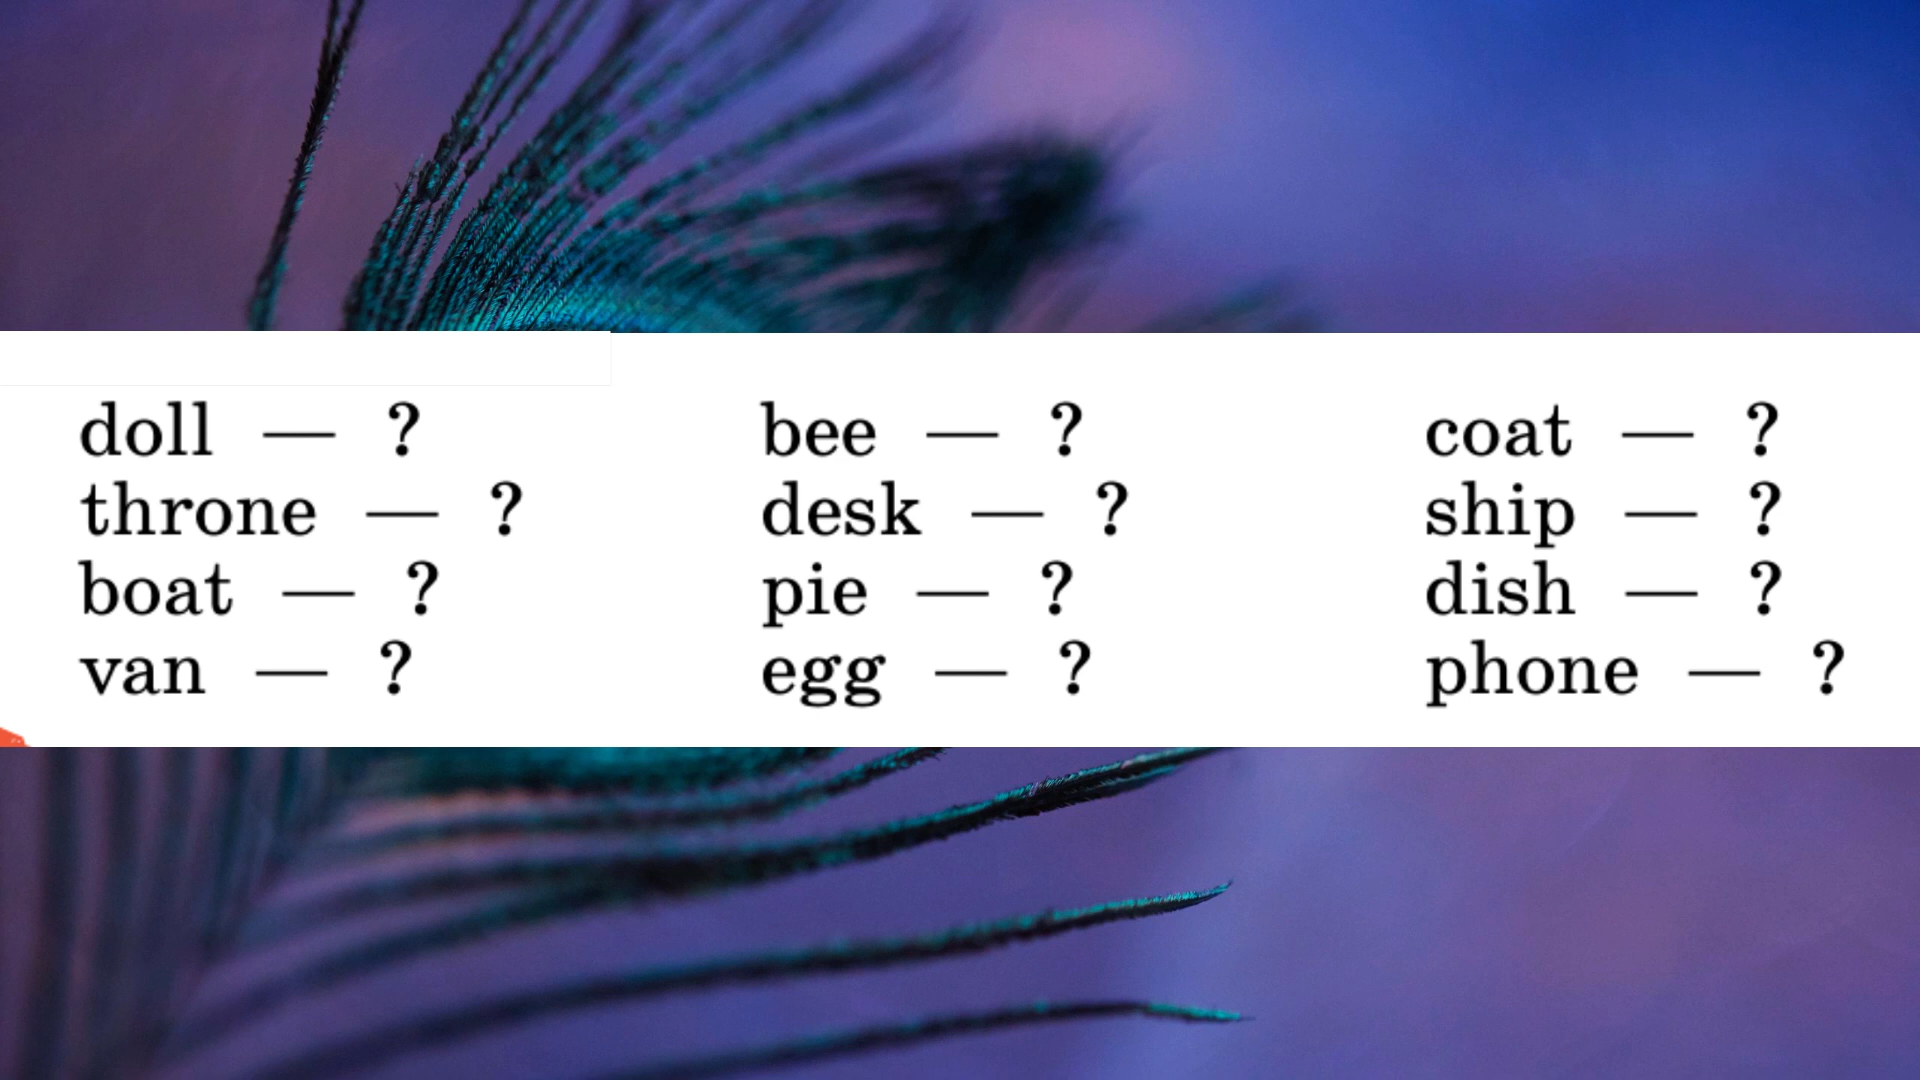 doll — ?
throne — ?
boat — ?
van — ?
bee — ?
desk — ?
pie — ?
egg — ?
coat — ?
ship — ?
dish — ?
phone — ?